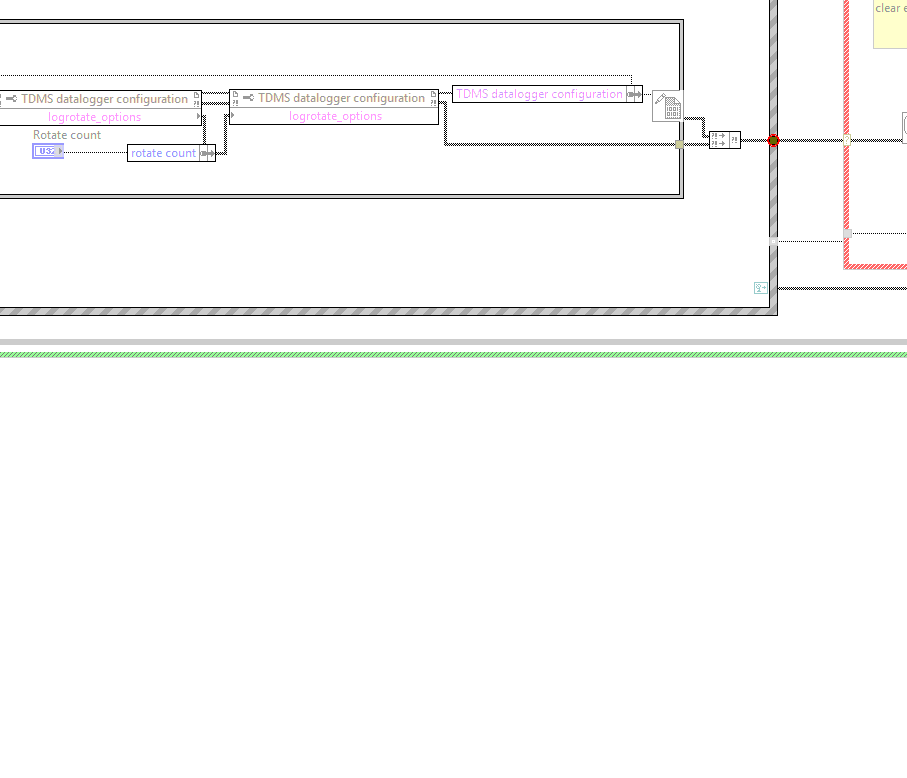 clear e
TDMS datalogger configuration
TDMS datalogger configuration
TDMS datalogger configuration
logrotate_options
logrotate_options
Rotate count
U32
rotate count